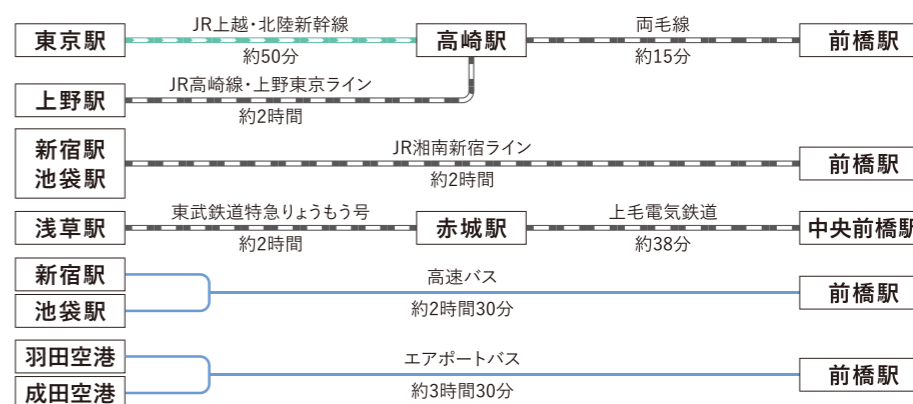 JR上越・北陸新幹線
両毛線
東京駅
高崎駅
前橋駅
約50分
約15分
JR高崎線・上野東京ライン
上野駅
約2時間
新宿駅
池袋駅
JR湘南新宿ライン
前橋駅
約2時間
東武鉄道特急りょうもう号
上毛電気鉄道
浅草駅
赤城駅
中央前橋駅
約2時間
約38分
新宿駅
池袋駅
高速バス
前橋駅
約2時間30分
羽田空港
成田空港
エアポートバス
前橋駅
約3時間30分